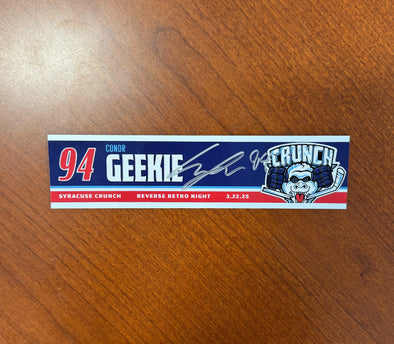 94
CONOR
GEEKIE
CRUNCH
SYRACUSE CRUNCH REVERSE RETRO NIGHT 3.22.25